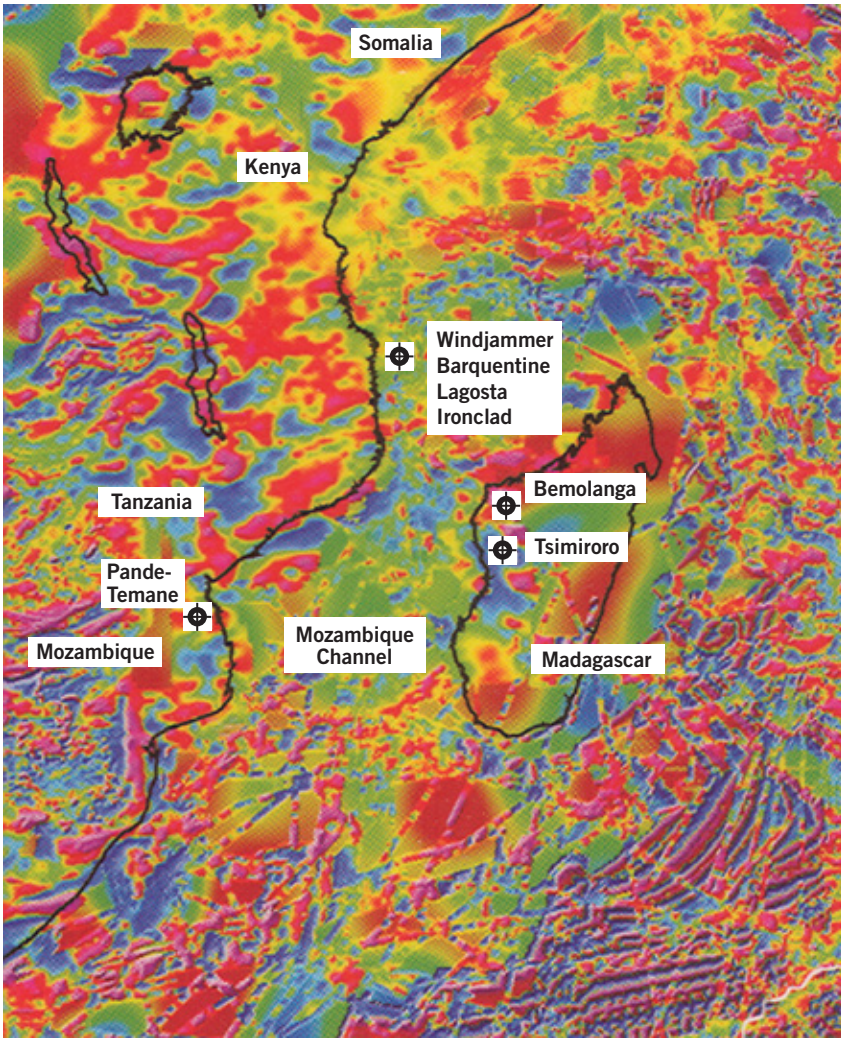 Somalia
Kenya
Windjammer
Barquentine
Lagosta
Ironclad
Bemolanga
Tanzania
Tsimiroro
Pande-
Temane
Mozambique
Channel
Mozambique
Madagascar